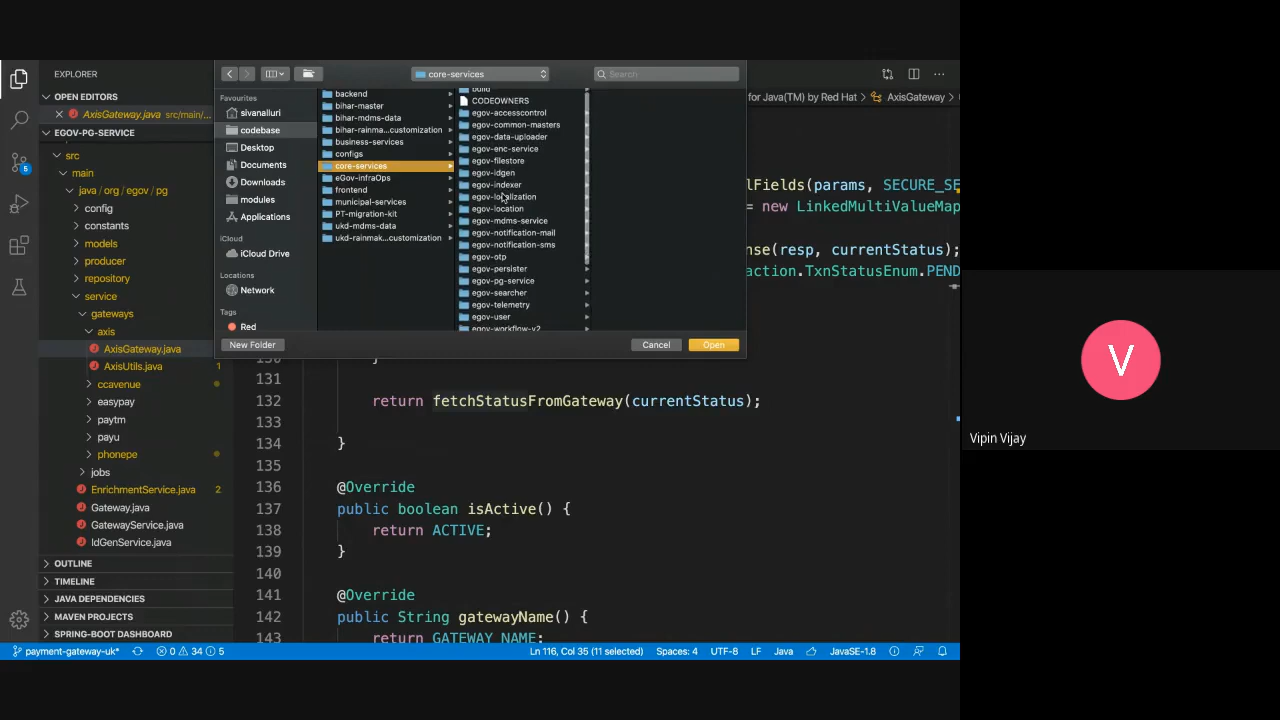 EXPLORER
OPEN EDITORS
AxisGateway.java src/main/...
EGOV-PG-SERVICE
src
main
java / org / egov / pg
config
constants
models
producer
repository
service
gateways
axis
AxisGateway.java
AxisUtils.java 1
ccavenue
easypay
paytm
payu
phonepe
jobs
EnrichmentService.java 2
Gateway.java
GatewayService.java
IdGenService.java
OUTLINE
TIMELINE
JAVA DEPENDENCIES
MAVEN PROJECTS
SPRING-BOOT DASHBOARD
5
core-services
Search
Favourites
sivanalluri
codebase
Desktop
Documents
Downloads
modules
Applications
iCloud
iCloud Drive
Locations
Network
Tags
Red
backend
bihar-master
bihar-mdms-data
bihar-rainma...customization
business-services
configs
core-services
eGov-infraOps
frontend
municipal-services
PT-migration-kit
ukd-mdms-data
ukd-rainmak...customization
build
CODEOWNERS
egov-accesscontrol
egov-common-masters
egov-data-uploader
egov-enc-service
egov-filestore
egov-idgen
egov-indexer
egov-localization
egov-location
egov-mdms-service
egov-notification-mail
egov-notification-sms
egov-otp
egov-persister
egov-pg-service
egov-searcher
egov-telemetry
egov-user
egov-workflow-v2
New Folder
Cancel
Open
for Java(TM) by Red Hat > AxisGateway >
lFields(params, SECURE_SE
= new LinkedMultiValueMap
nse(resp, currentStatus);
action.TxnStatusEnum.PEND
130 }
131
132 return fetchStatusFromGateway(currentStatus);
133
134 }
135
136 @Override
137 public boolean isActive() {
138 return ACTIVE;
139 }
140
141 @Override
142 public String gatewayName() {
143 return GATEWAY_NAME;
payment-gateway-uk* 0 34 5 Ln 116, Col 35 (11 selected) Spaces: 4 UTF-8 LF Java JavaSE-1.8
V
Vipin Vijay